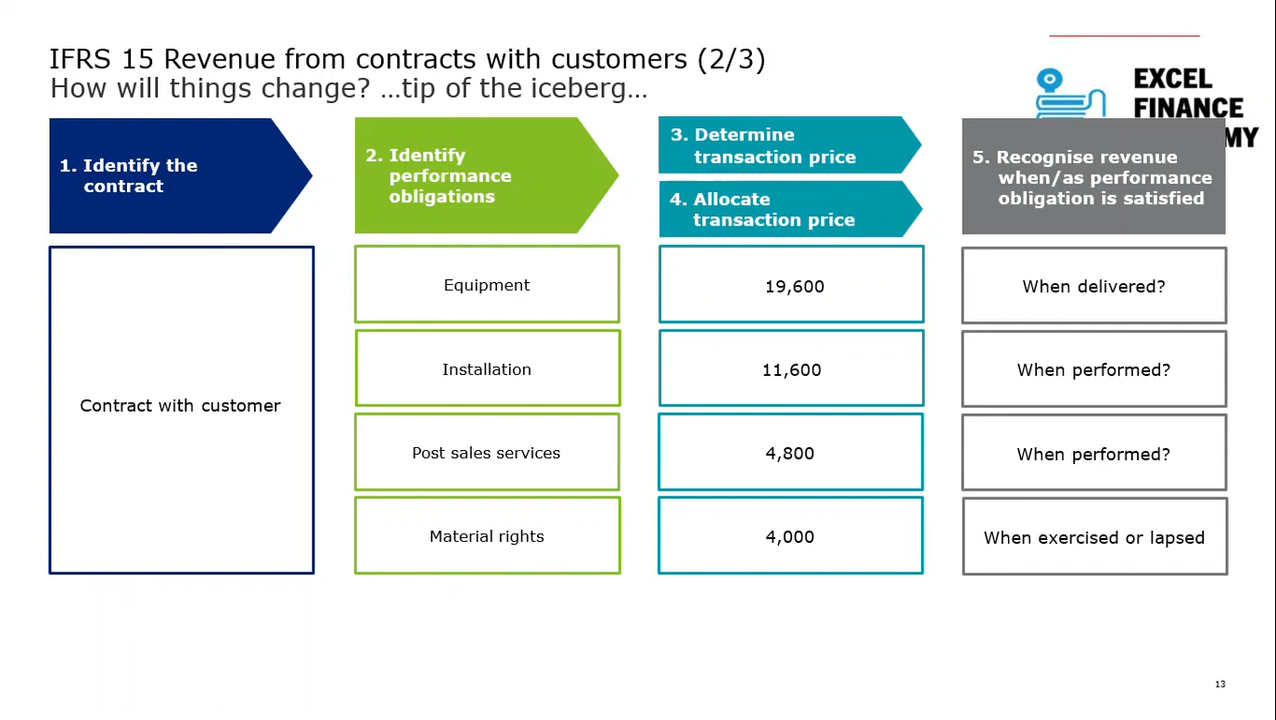 IFRS 15 Revenue from contracts with customers (2/3)
How will things change? …tip of the iceberg…
EXCEL
FINANCE
MY
1. Identify the
contract
2. Identify
performance
obligations
3. Determine
transaction price
4. Allocate
transaction price
5. Recognise revenue
when/as performance
obligation is satisfied
Contract with customer
Equipment
19,600
When delivered?
Installation
11,600
When performed?
Post sales services
4,800
When performed?
Material rights
4,000
When exercised or lapsed
13